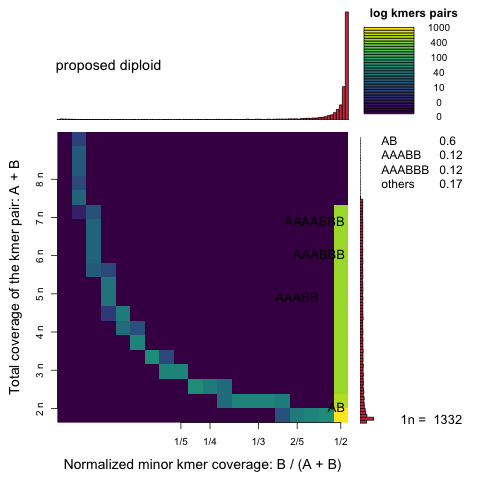 log kmers pairs
proposed diploid
1000
400
100
40
10
0
0
AB 0.6
AAABB 0.12
AAABBB 0.12
others 0.17
Total coverage of the kmer pair: A + B
8 n
7 n
6 n
5 n
4 n
3 n
2 n
AAAABBB
AAABBB
AAABB
AB
1n = 1332
1/5
1/4
1/3
2/5
1/2
Normalized minor kmer coverage: B / (A + B)